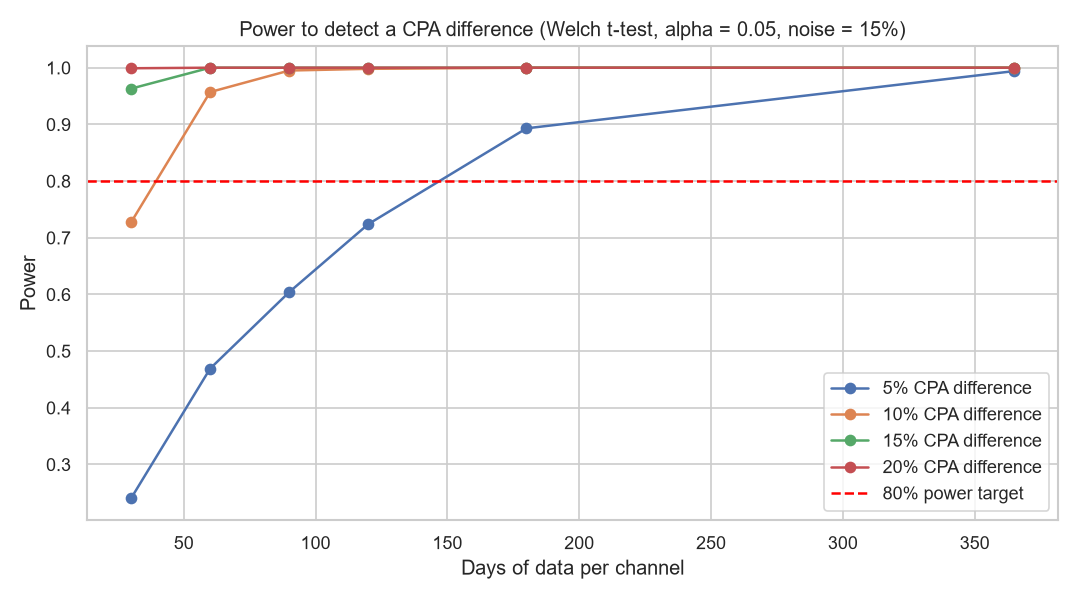 Power to detect a CPA difference (Welch t-test, alpha = 0.05, noise = 15%)
1.0
0.9
0.8
0.7
0.6
0.5
0.4
0.3
Power
50 100 150 200 250 300 350
Days of data per channel
5% CPA difference
10% CPA difference
15% CPA difference
20% CPA difference
80% power target